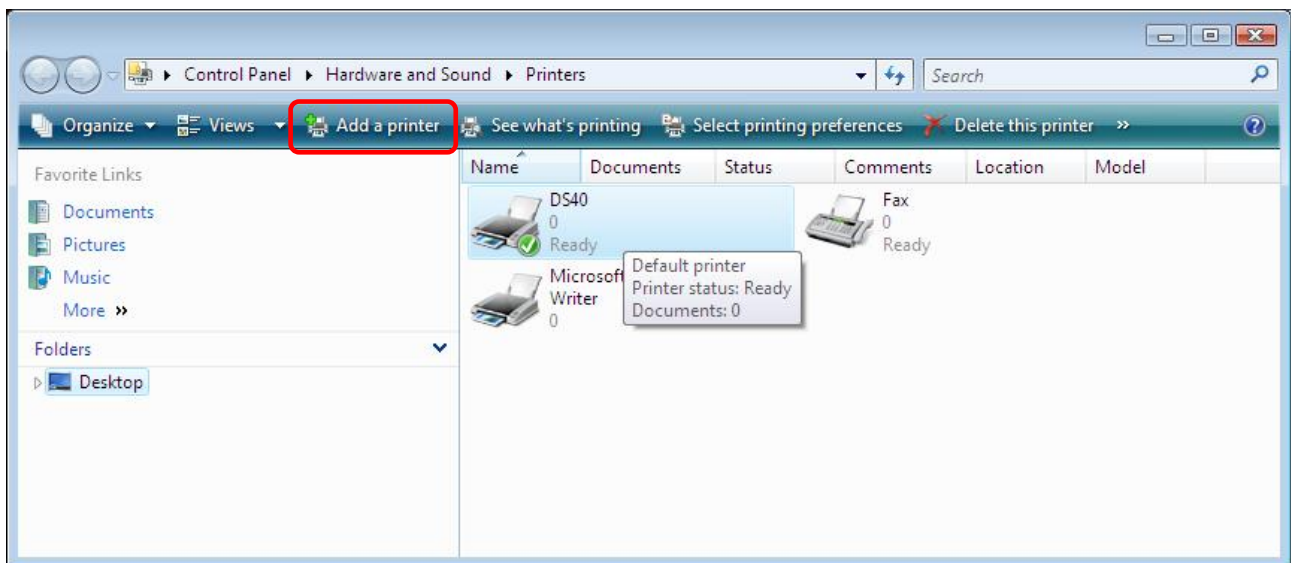 Control Panel ▸ Hardware and Sound ▸ Printers
Search
Organize Views Add a printer See what's printing Select printing preferences Delete this printer »
Favorite Links
Documents
Pictures
Music
More »
Folders
Desktop
Name Documents Status Comments Location Model
DS40
0
Ready
Fax
0
Ready
Microsoft
Writer
0
Default printer
Printer status: Ready
Documents: 0